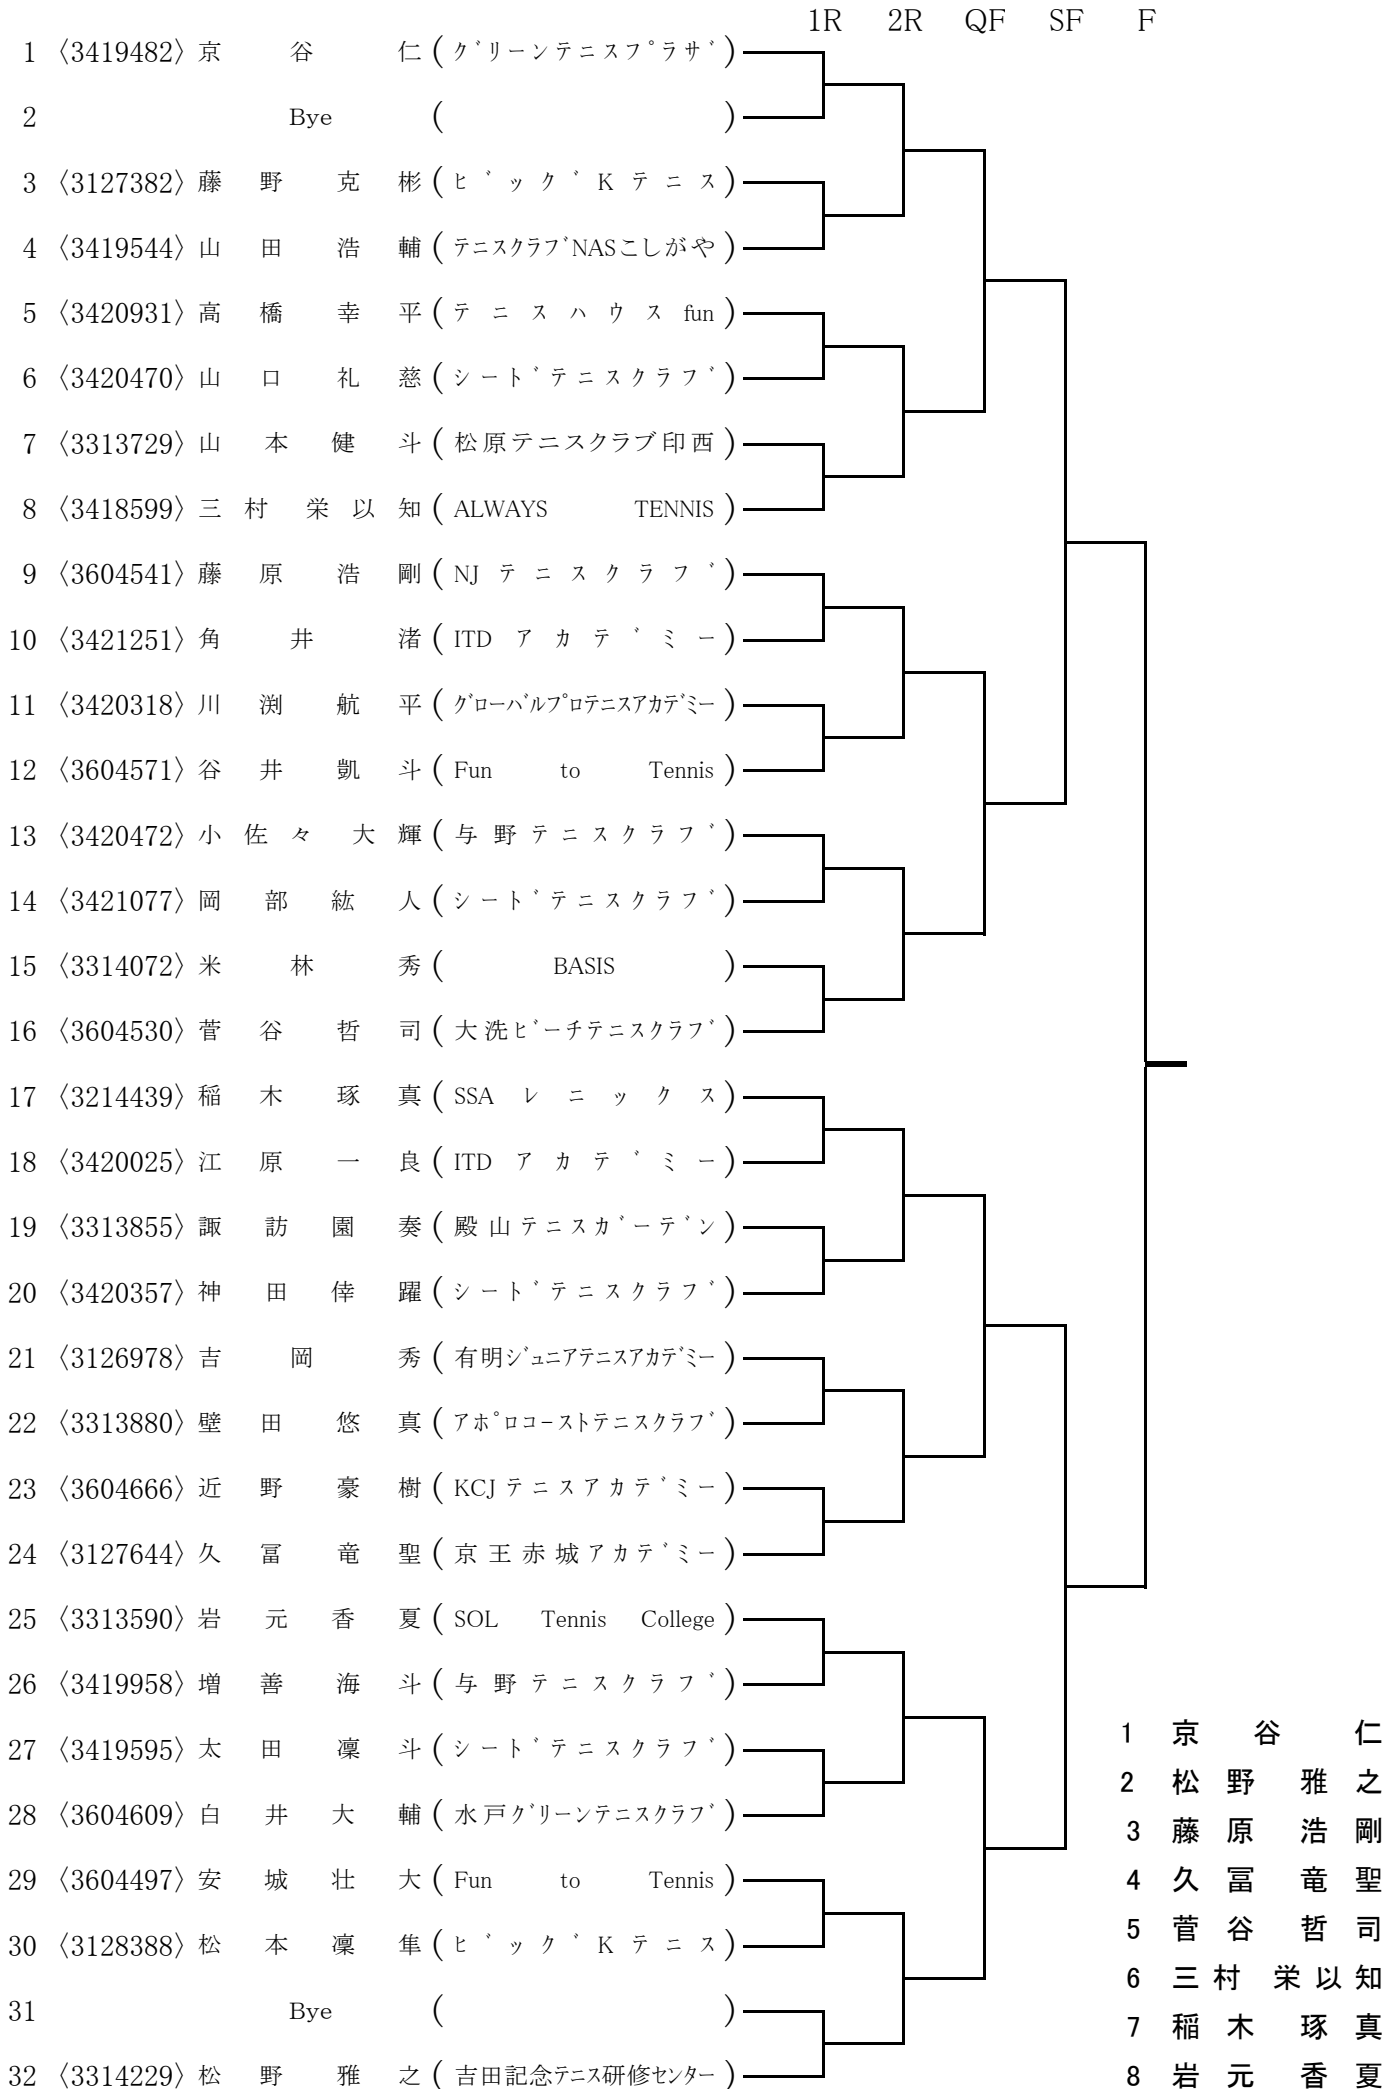 1R 2R QF SF F
1 〈3419482〉 京谷仁 (グリーンテニスプラザ)
2 Bye ( )
3 〈3127382〉 藤野克彬 (ビッグKテニス)
4 〈3419544〉 山田浩輔 (テニスクラブNASこしがや)
5 〈3420931〉 高橋幸平 (テニスハウス fun)
6 〈3420470〉 山口礼慈 (シードテニスクラブ)
7 〈3313729〉 山本健斗 (松原テニスクラブ印西)
8 〈3418599〉 三村栄以知 (ALWAYS TENNIS)
9 〈3604541〉 藤原浩剛 (NJ テニスクラブ)
10 〈3421251〉 角井渚 (ITD アカデミー)
11 〈3420318〉 川渕航平 (グローバルプロテニスアカデミー)
12 〈3604571〉 谷井凱斗 (Fun to Tennis)
13 〈3420472〉 小佐々大輝 (与野テニスクラブ)
14 〈3421077〉 岡部紘人 (シードテニスクラブ)
15 〈3314072〉 米林秀 (BASIS)
16 〈3604530〉 菅谷哲司 (大洗ビーチテニスクラブ)
17 〈3214439〉 稲木琢真 (SSA レニックス)
18 〈3420025〉 江原一良 (ITD アカデミー)
19 〈3313855〉 諏訪園奏 (殿山テニスガーデン)
20 〈3420357〉 神田倖躍 (シードテニスクラブ)
21 〈3126978〉 吉岡秀 (有明ジュニアテニスアカデミー)
22 〈3313880〉 壁田悠真 (アポロコーストテニスクラブ)
23 〈3604666〉 近野豪樹 (KCJ テニスアカデミー)
24 〈3127644〉 久冨竜聖 (京王赤城アカデミー)
25 〈3313590〉 岩元香夏 (SOL Tennis College)
26 〈3419958〉 増善海斗 (与野テニスクラブ)
27 〈3419595〉 太田凜斗 (シードテニスクラブ)
28 〈3604609〉 白井大輔 (水戸グリーンテニスクラブ)
29 〈3604497〉 安城壮大 (Fun to Tennis)
30 〈3128388〉 松本凜隼 (ビッグKテニス)
31 Bye ( )
32 〈3314229〉 松野雅之 (吉田記念テニス研修センター)
1 京谷仁
2 松野雅之
3 藤原浩剛
4 久冨竜聖
5 菅谷哲司
6 三村栄以知
7 稲木琢真
8 岩元香夏